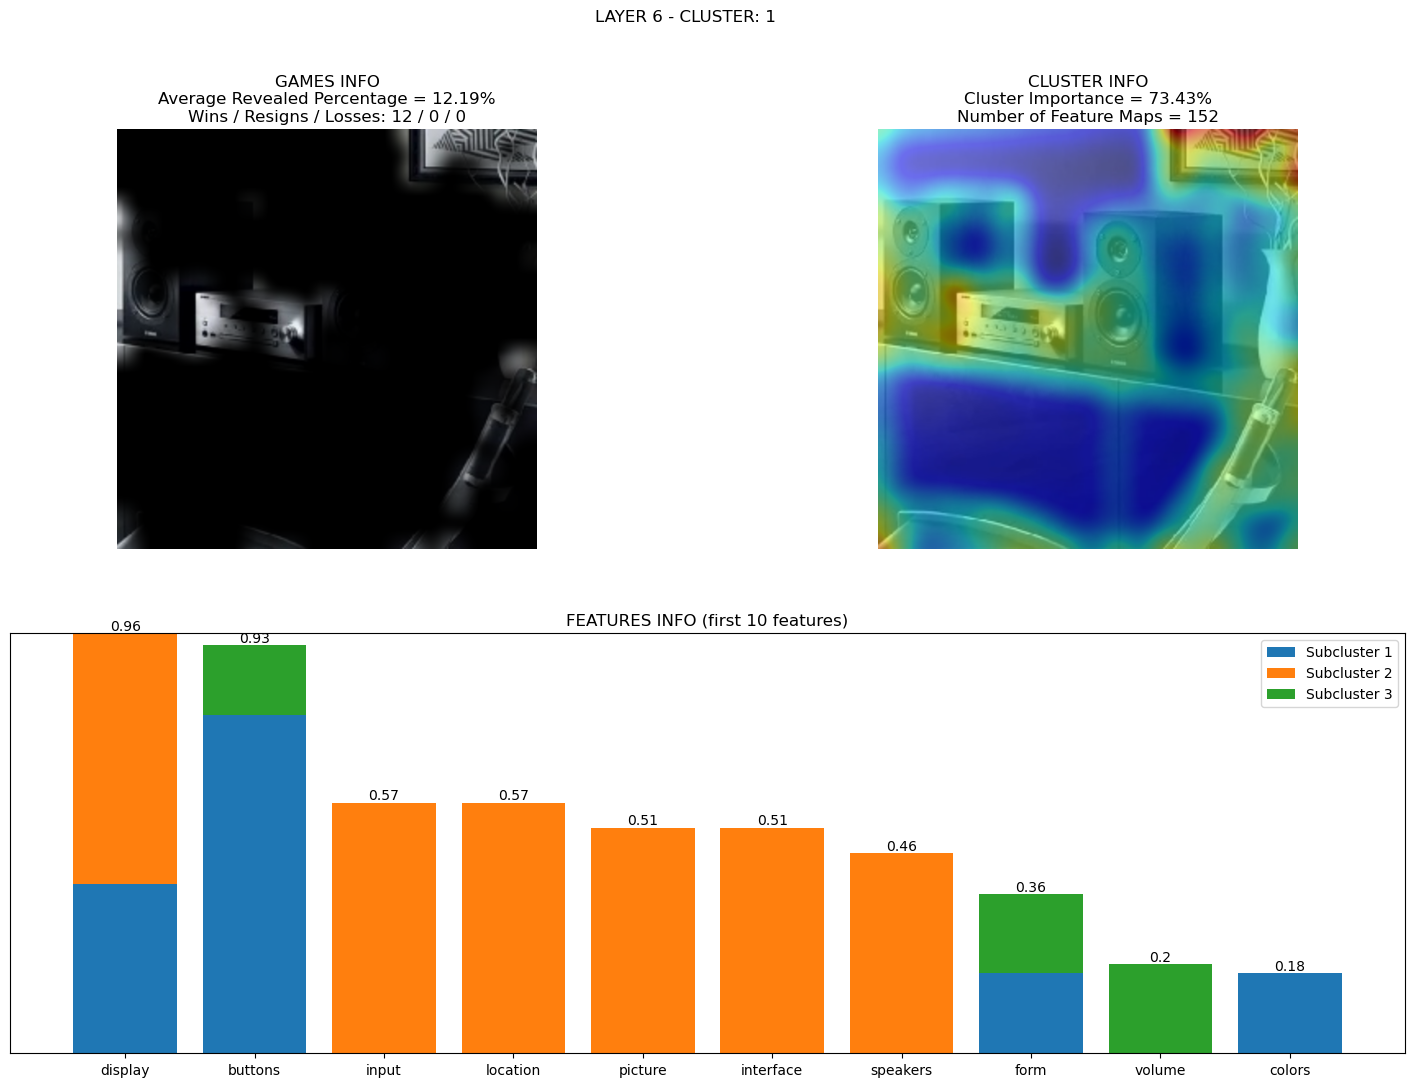 LAYER 6 - CLUSTER: 1
GAMES INFO
Average Revealed Percentage = 12.19%
Wins / Resigns / Losses: 12 / 0 / 0
CLUSTER INFO
Cluster Importance = 73.43%
Number of Feature Maps = 152
FEATURES INFO (first 10 features)
0.96
0.93
0.57
0.57
0.51
0.51
0.46
0.36
0.2
0.18
Subcluster 1
Subcluster 2
Subcluster 3
display buttons input location picture interface speakers form volume colors